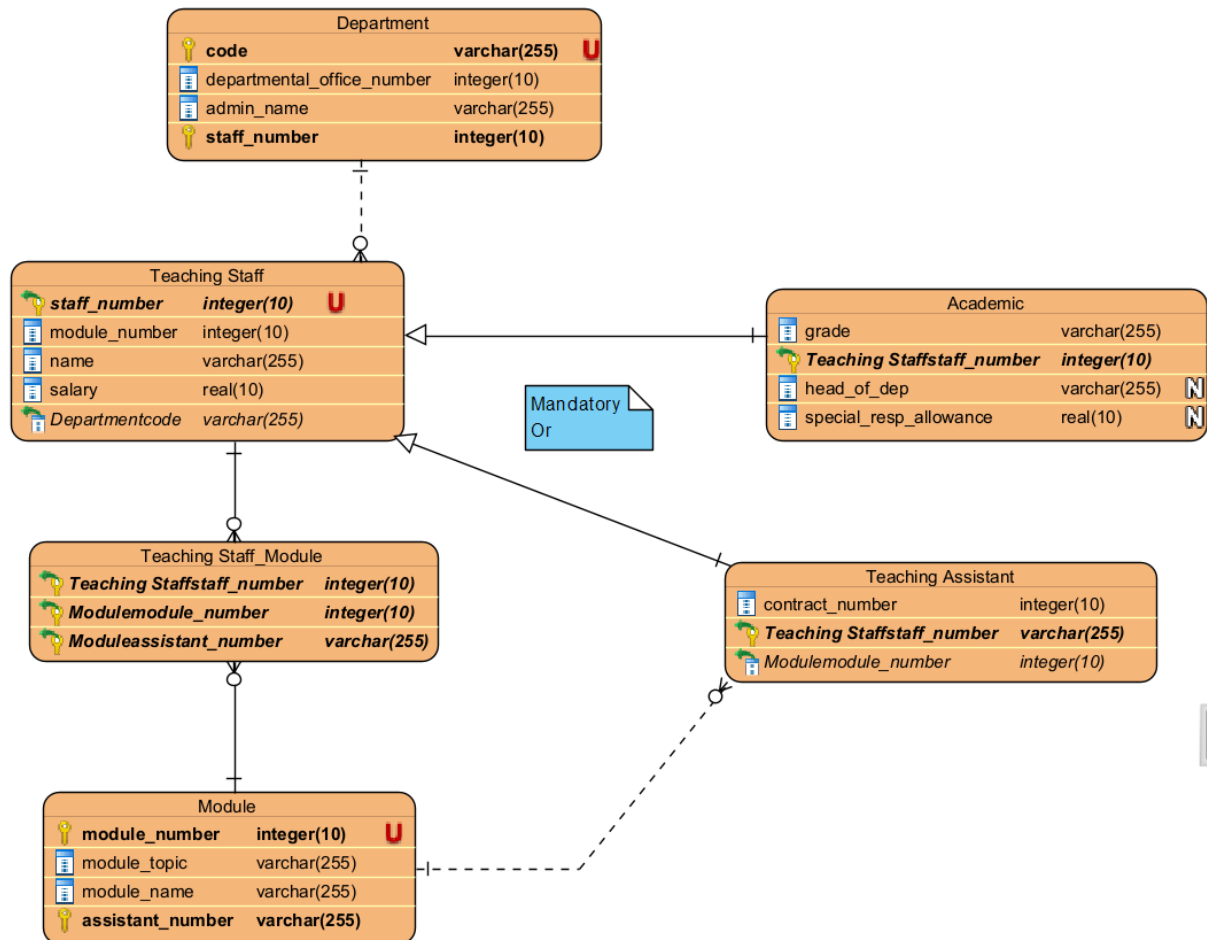 Department
code varchar(255) U
departmental_office_number integer(10)
admin_name varchar(255)
staff_number integer(10)
Teaching Staff
staff_number integer(10) U
module_number integer(10)
name varchar(255)
salary real(10)
Departmentcode varchar(255)
Academic
grade varchar(255)
Teaching Staffstaff_number integer(10)
head_of_dep varchar(255) N
special_resp_allowance real(10) N
Mandatory
Or
Teaching Staff_Module
Teaching Staffstaff_number integer(10)
Modulemodule_number integer(10)
Moduleassistant_number varchar(255)
Teaching Assistant
contract_number integer(10)
Teaching Staffstaff_number varchar(255)
Modulemodule_number integer(10)
Module
module_number integer(10) U
module_topic varchar(255)
module_name varchar(255)
assistant_number varchar(255)